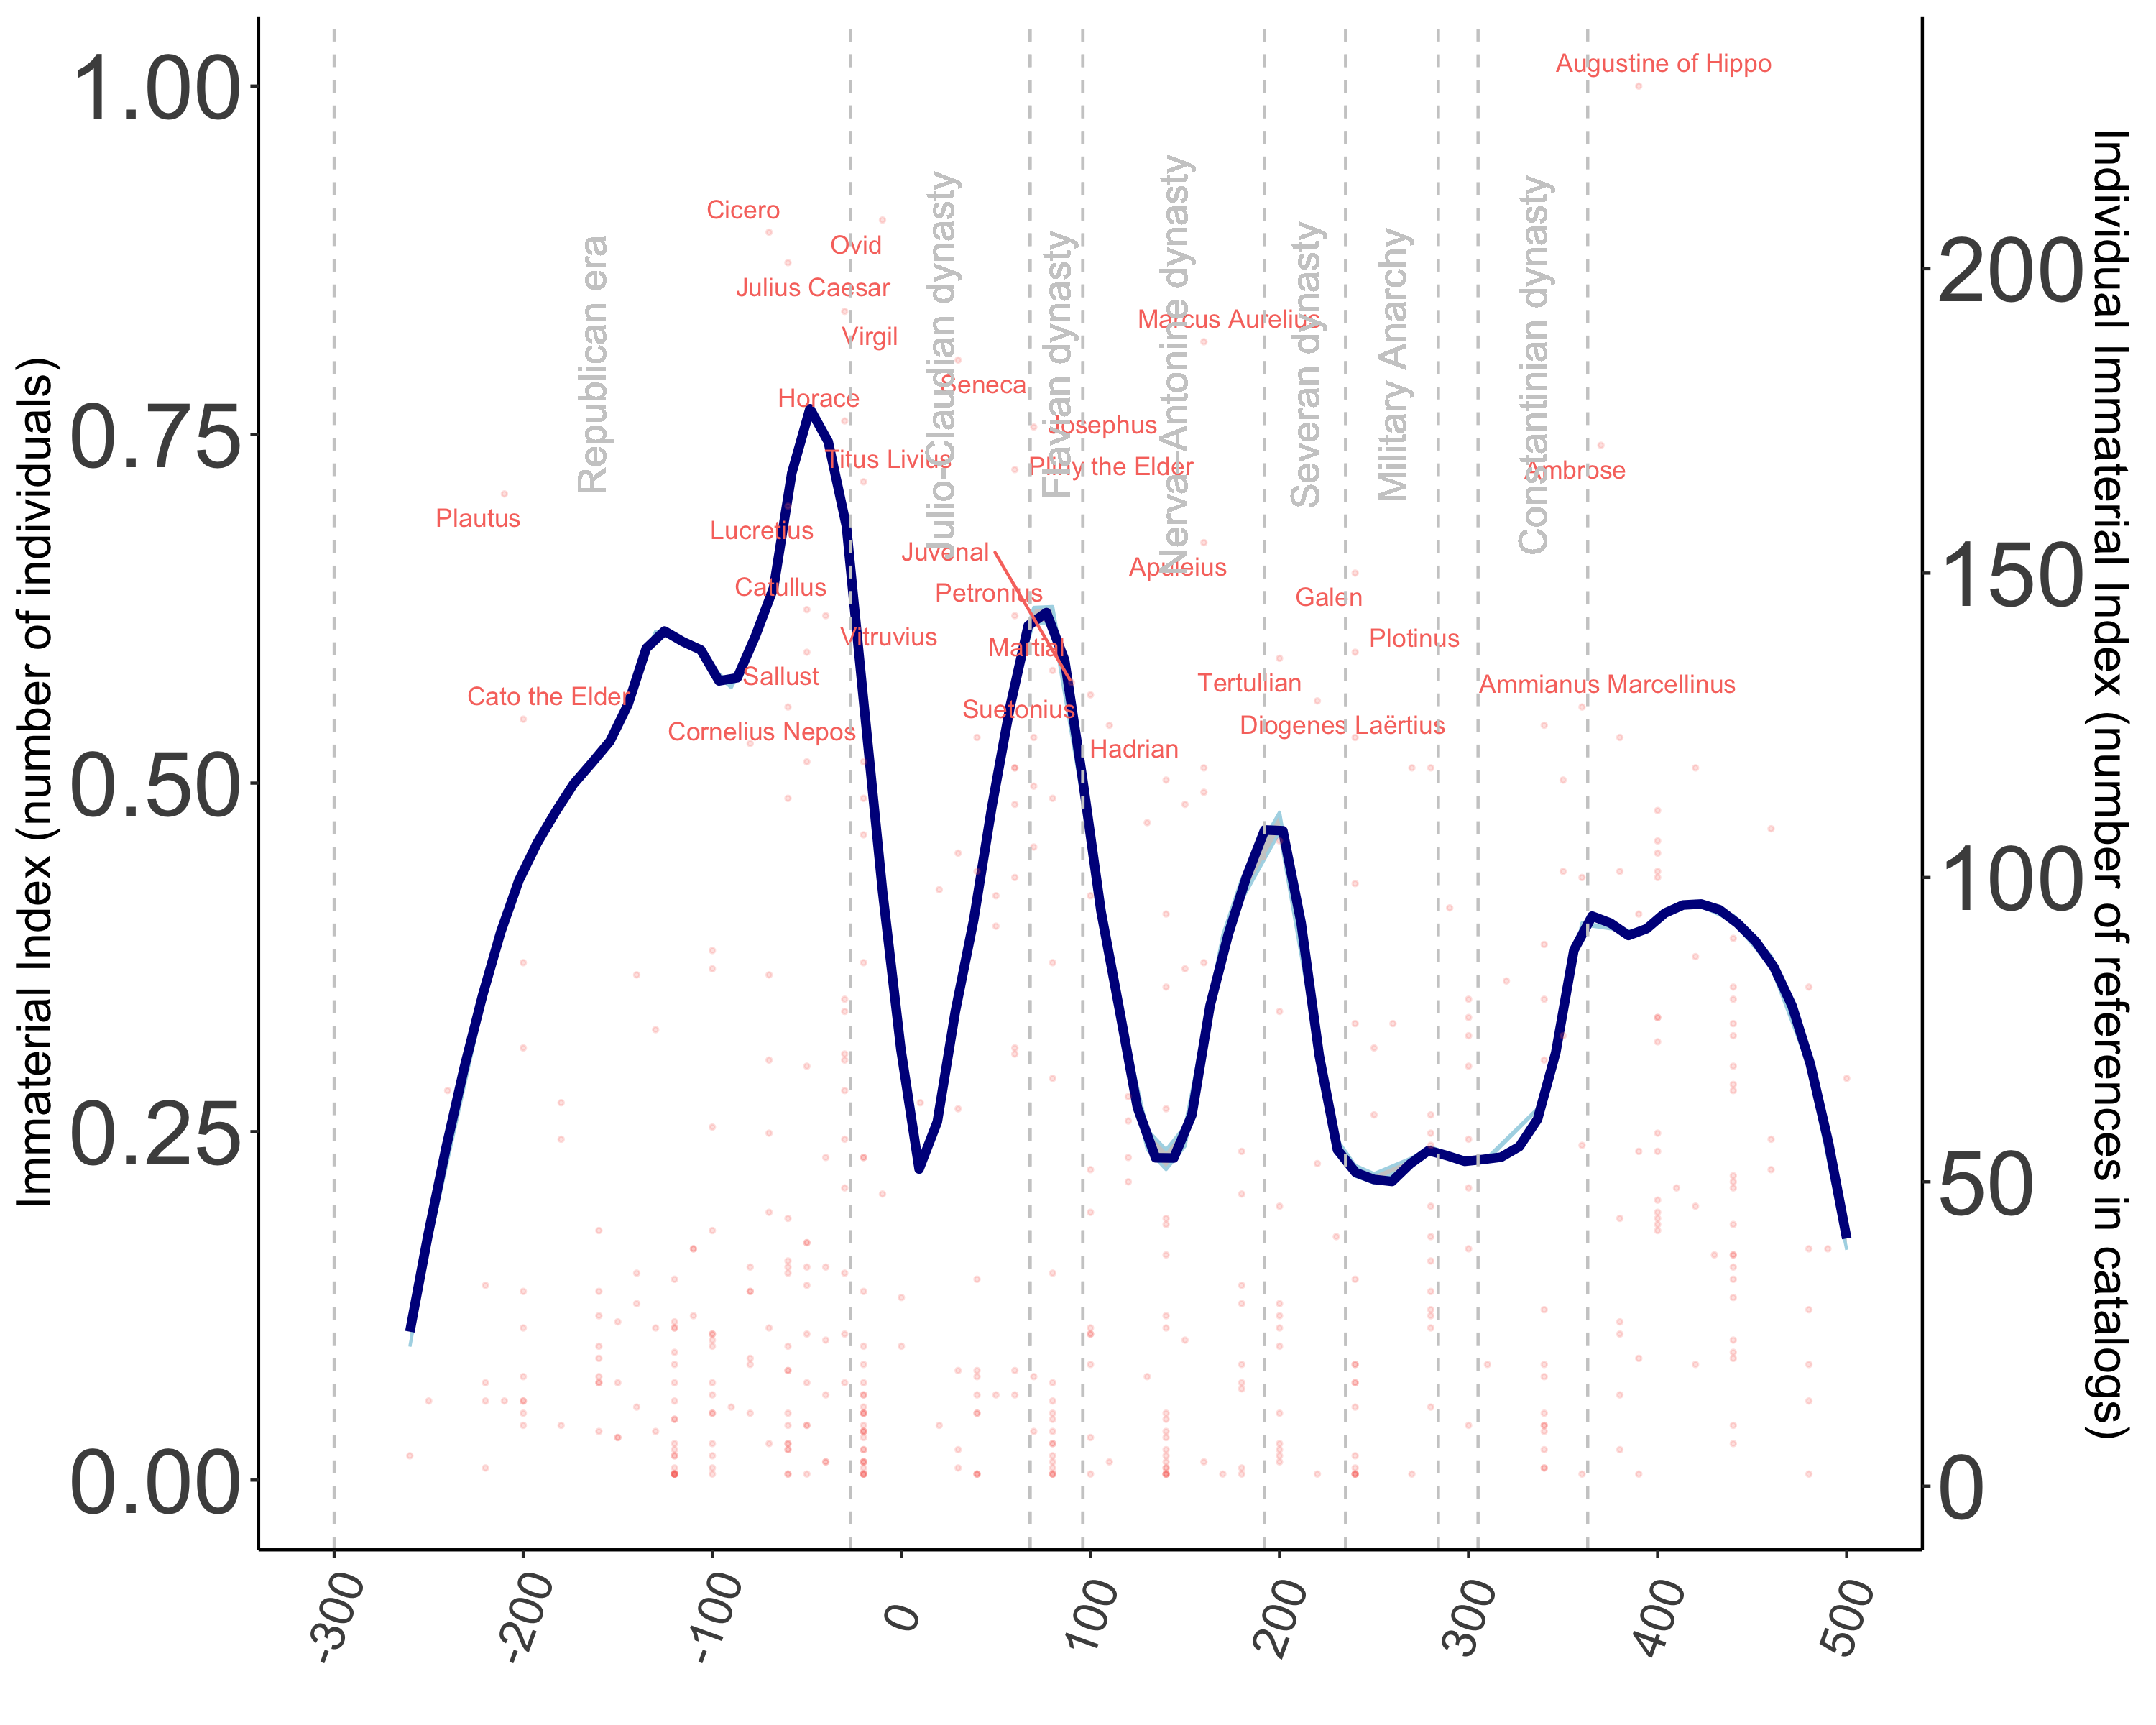 Immaterial Index (number of individuals)
1.00
0.75
0.50
0.25
0.00
Augustine of Hippo
Cicero
Ovid
Julius Caesar
Virgil
Marcus Aurelius
Seneca
Horace
Josephus
Titus Livius
Pliny the Elder
Ambrose
Plautus
Lucretius
Juvenal
Apuleius
Catullus
Petronius
Galen
Vitruvius
Martial
Plotinus
Sallust
Tertullian
Ammianus Marcellinus
Cato the Elder
Suetonius
Cornelius Nepos
Diogenes Laërtius
Hadrian
Republican era
Julio-Claudian dynasty
Flavian dynasty
Nerva-Antonine dynasty
Severan dynasty
Military Anarchy
Constantinian dynasty
200
150
100
50
0
Individual Immaterial Index (number of references in catalogs)
-300
-200
-100
0
100
200
300
400
500